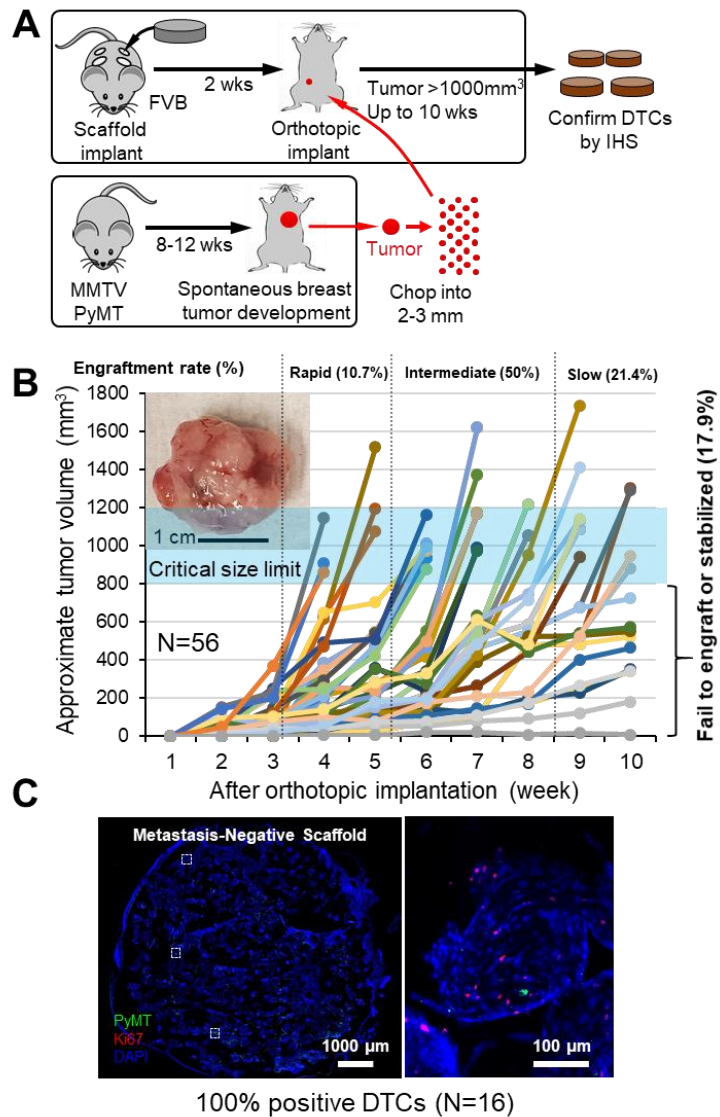 A
FVB
2 wks
Scaffold
implant
Orthotopic
implant
Tumor >1000mm³
Up to 10 wks
Confirm DTCs
by IHS
8-12 wks
MMTV
PyMT
Spontaneous breast
tumor development
Tumor
Chop into
2-3 mm
B
Engraftment rate (%)
Rapid (10.7%)
Intermediate (50%)
Slow (21.4%)
Approximate tumor volume (mm³)
1800
1600
1400
1200
1000
800
600
400
200
0
1 cm
Critical size limit
N=56
Fail to engraft or stabilized (17.9%)
1 2 3 4 5 6 7 8 9 10
After orthotopic implantation (week)
C
Metastasis-Negative Scaffold
PyMT
Ki67
DAPI
1000 µm
100 µm
100% positive DTCs (N=16)